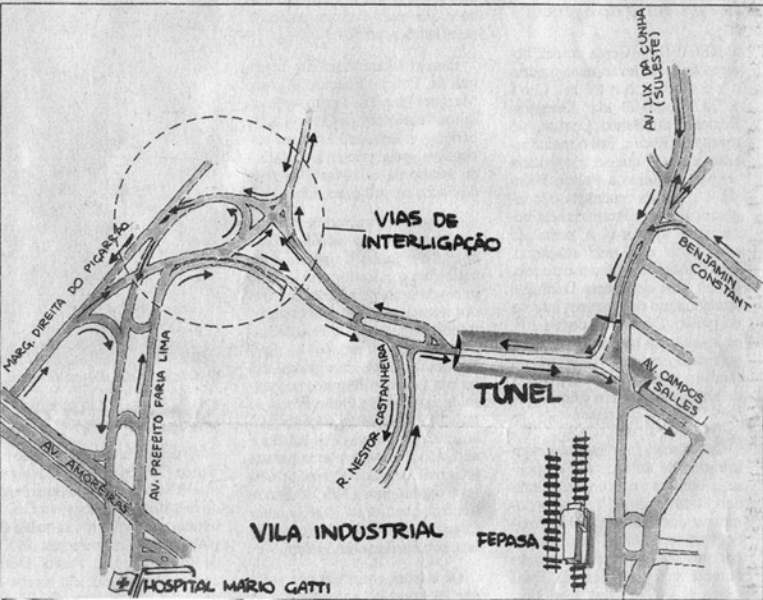 AV. LIX DA CUNHA
(SULESTE)
VIAS DE
INTERLIGAÇÃO
BENJAMIN
CONSTANT
MARG. DIREITA DO PIÇARRÃO
AV. PREFEITO FARIA LIMA
R. NESTOR CASTANHEIRA
TÚNEL
AV. CAMPOS
SALLES
AV. AMOREIRAS
VILA INDUSTRIAL
FEPASA
HOSPITAL MÁRIO GATTI